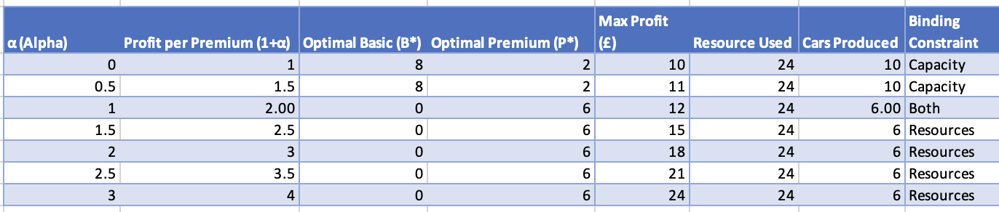 α (Alpha) Profit per Premium (1+α) Optimal Basic (B*) Optimal Premium (P*) Max Profit (£) Resource Used Cars Produced Binding Constraint
0 1 8 2 10 24 10 Capacity
0.5 1.5 8 2 11 24 10 Capacity
1 2.00 0 6 12 24 6.00 Both
1.5 2.5 0 6 15 24 6 Resources
2 3 0 6 18 24 6 Resources
2.5 3.5 0 6 21 24 6 Resources
3 4 0 6 24 24 6 Resources